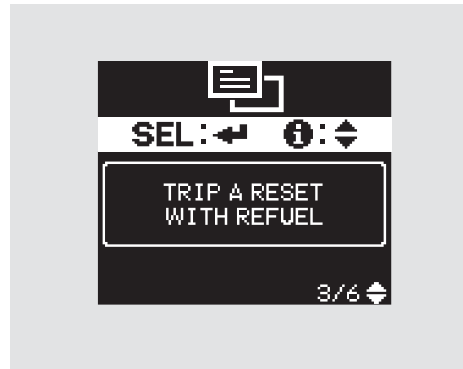 SEL:↵ i:♦
TRIP A RESET
WITH REFUEL
3/6